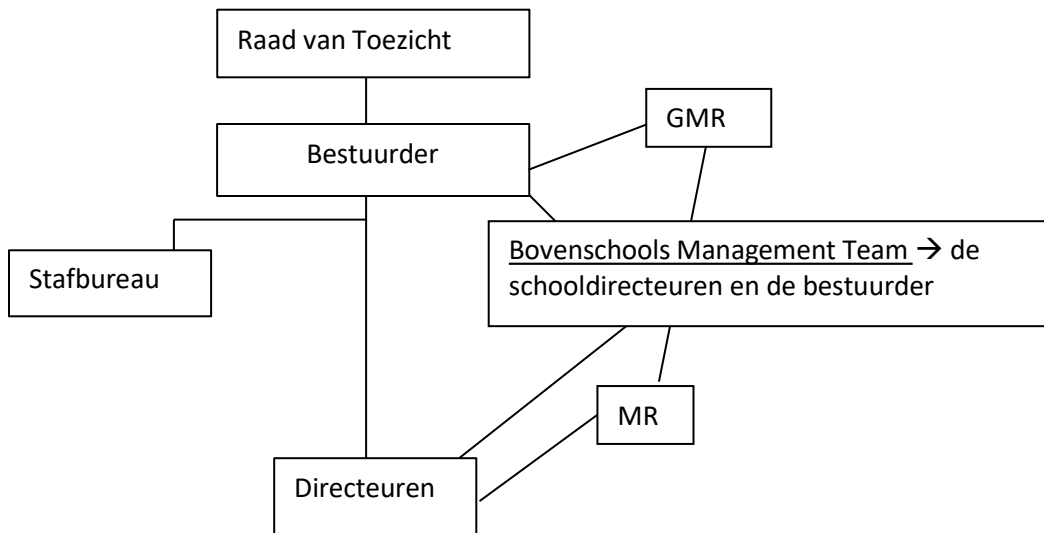 Raad van Toezicht
GMR
Bestuurder
Bovenschools Management Team → de
schooldirecteuren en de bestuurder
Stafbureau
MR
Directeuren